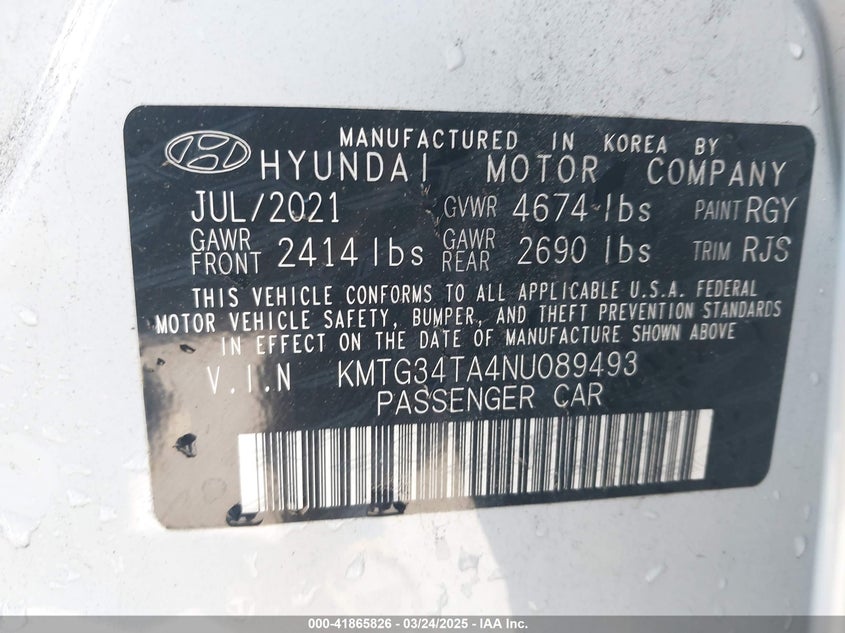 MANUFACTURED IN KOREA BY
HYUNDAI MOTOR COMPANY
JUL/2021 GVWR 4674 lbs PAINT RGY
GAWR FRONT 2414 lbs GAWR REAR 2690 lbs TRIM RJS
THIS VEHICLE CONFORMS TO ALL APPLICABLE U.S.A. FEDERAL
MOTOR VEHICLE SAFETY, BUMPER, AND THEFT PREVENTION STANDARDS
IN EFFECT ON THE DATE OF MANUFACTURE SHOWN ABOVE
V.I.N KMTG34TA4NU089493
PASSENGER CAR
000-41865826 | 03/24/2025 - IAA Inc.